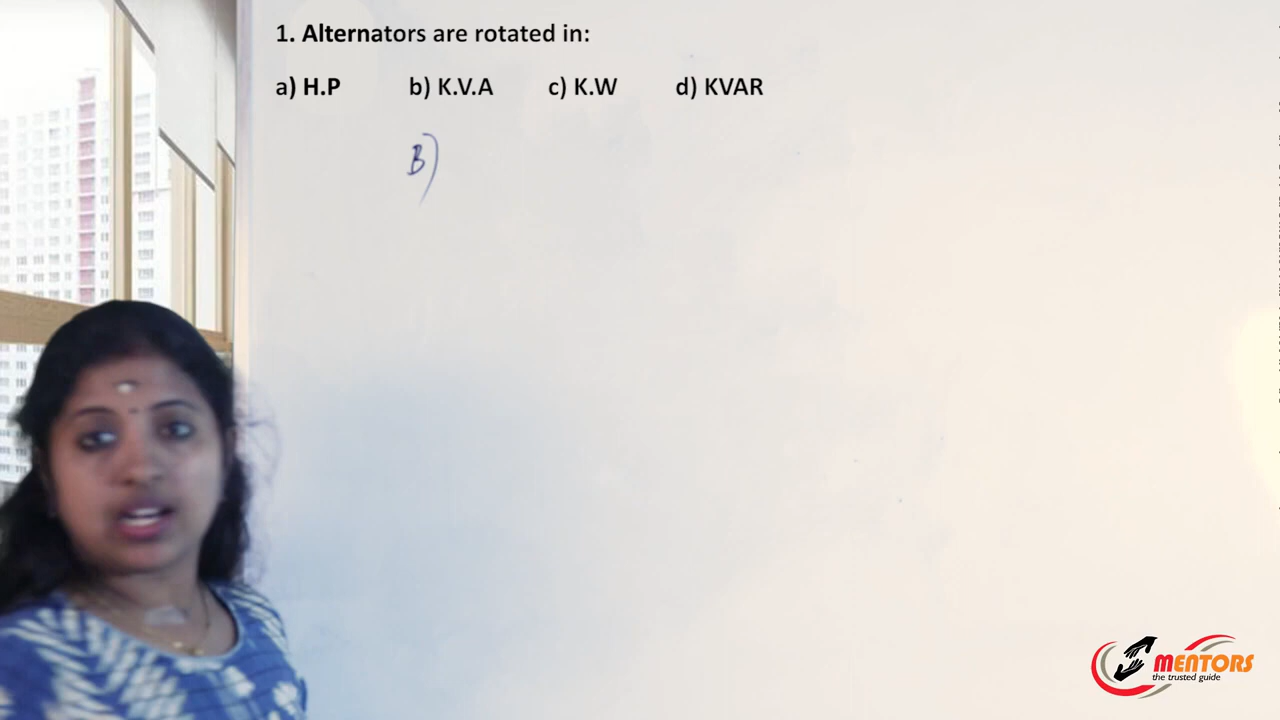 1. Alternators are rotated in:
a) H.P b) K.V.A c) K.W d) KVAR
B)
MENTORS
the trusted guide